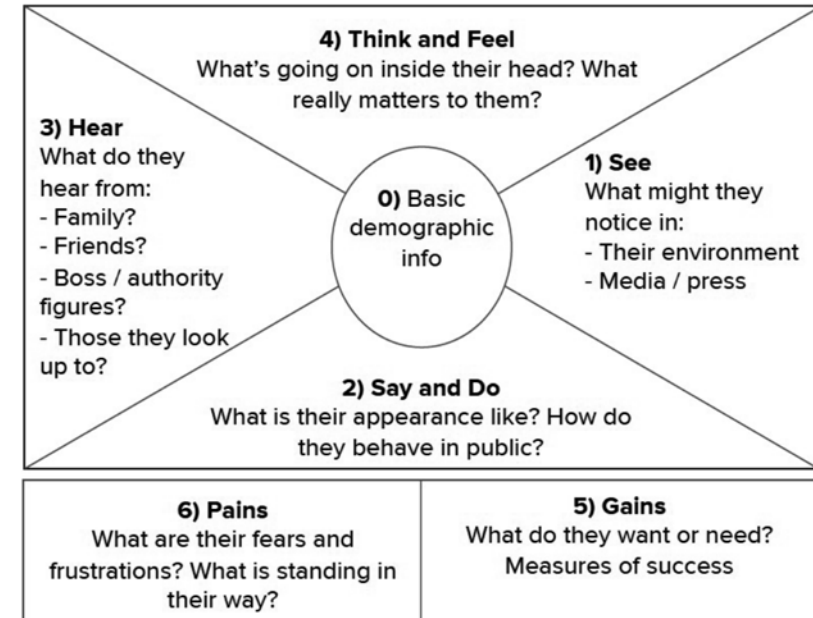 4) Think and Feel
What's going on inside their head? What
really matters to them?
3) Hear
What do they
hear from:
- Family?
- Friends?
- Boss / authority
figures?
- Those they look
up to?
0) Basic
demographic
info
1) See
What might they
notice in:
- Their environment
- Media / press
2) Say and Do
What is their appearance like? How do
they behave in public?
6) Pains
What are their fears and
frustrations? What is standing in
their way?
5) Gains
What do they want or need?
Measures of success